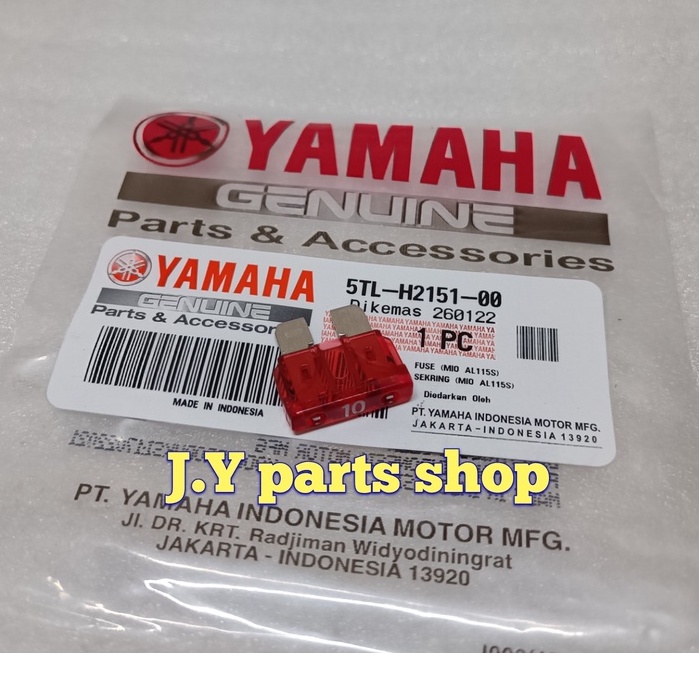 YAMAHA
GENUINE
Parts & Accessories
YAMAHA
GENUINE
Parts & Accessor
MADE IN INDONESIA
5TL-H2151-00
Dikemas 260122
1 PC
FUSE (MIO AL115S)
SEKRING (MIO AL115S)
Diedarkan Oleh
PT. YAMAHA INDONESIA MOTOR MFG.
JAKARTA-INDONESIA 13920
10
J.Y parts shop
PT. YAMAHA INDONESIA MOTOR MFG.
Jl. DR. KRT. Radjiman Widyodiningrat
JAKARTA - INDONESIA 13920